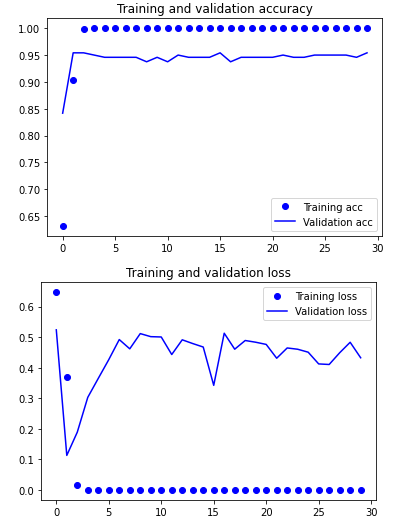 Training and validation accuracy
1.00
0.95
0.90
0.85
0.80
0.75
0.70
0.65
Training acc
Validation acc
0 5 10 15 20 25 30
Training and validation loss
0.6
0.5
0.4
0.3
0.2
0.1
0.0
Training loss
Validation loss
0 5 10 15 20 25 30